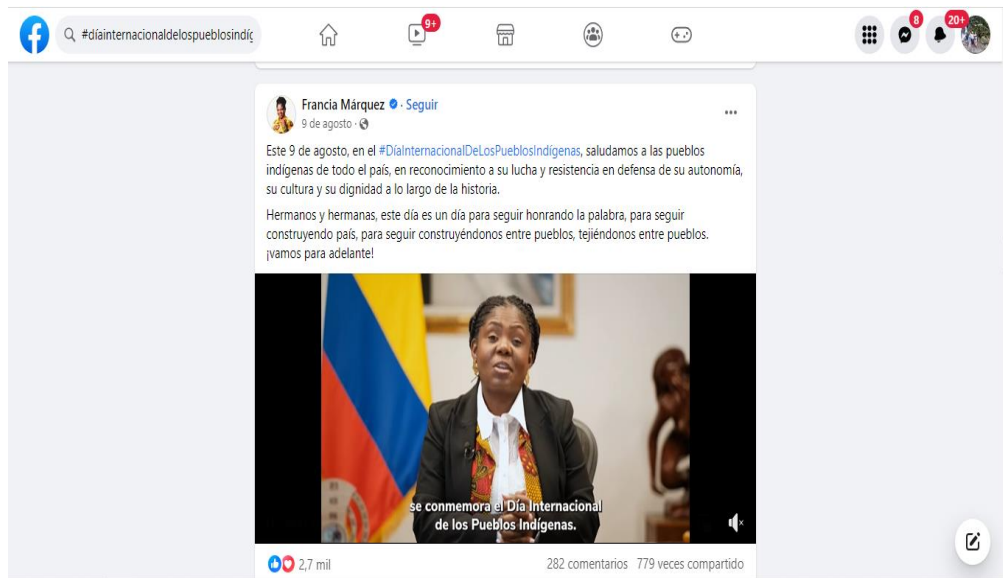 #díainternacionaldelospueblosindíg
9+
8
20+
Francia Márquez · Seguir
9 de agosto ·
Este 9 de agosto, en el #DíaInternacionalDeLosPueblosIndígenas, saludamos a las pueblos
indígenas de todo el país, en reconocimiento a su lucha y resistencia en defensa de su autonomía,
su cultura y su dignidad a lo largo de la historia.
Hermanos y hermanas, este día es un día para seguir honrando la palabra, para seguir
construyendo país, para seguir construyéndonos entre pueblos, tejiéndonos entre pueblos.
¡vamos para adelante!
se conmemora el Día Internacional
de los Pueblos Indígenas.
2,7 mil
282 comentarios 779 veces compartido